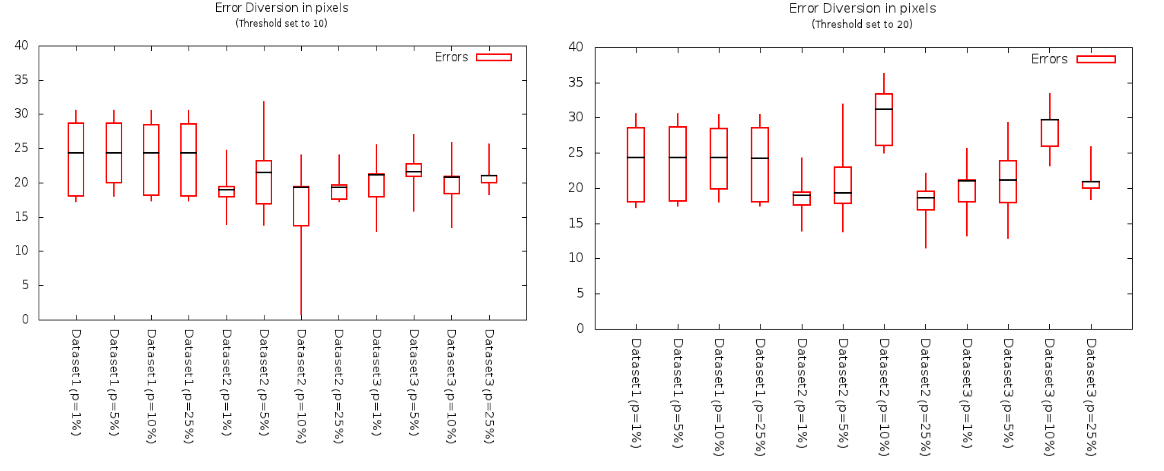 Error Diversion in pixels
(Threshold set to 10)
40
35
30
25
20
15
10
5
0
Errors
Dataset1 (p=1%)
Dataset1 (p=5%)
Dataset1 (p=10%)
Dataset1 (p=25%)
Dataset2 (p=1%)
Dataset2 (p=5%)
Dataset2 (p=10%)
Dataset2 (p=25%)
Dataset3 (p=1%)
Dataset3 (p=5%)
Dataset3 (p=10%)
Dataset3 (p=25%)
Error Diversion in pixels
(Threshold set to 20)
40
35
30
25
20
15
10
5
0
Errors
Dataset1 (p=1%)
Dataset1 (p=5%)
Dataset1 (p=10%)
Dataset1 (p=25%)
Dataset2 (p=1%)
Dataset2 (p=5%)
Dataset2 (p=10%)
Dataset2 (p=25%)
Dataset3 (p=1%)
Dataset3 (p=5%)
Dataset3 (p=10%)
Dataset3 (p=25%)